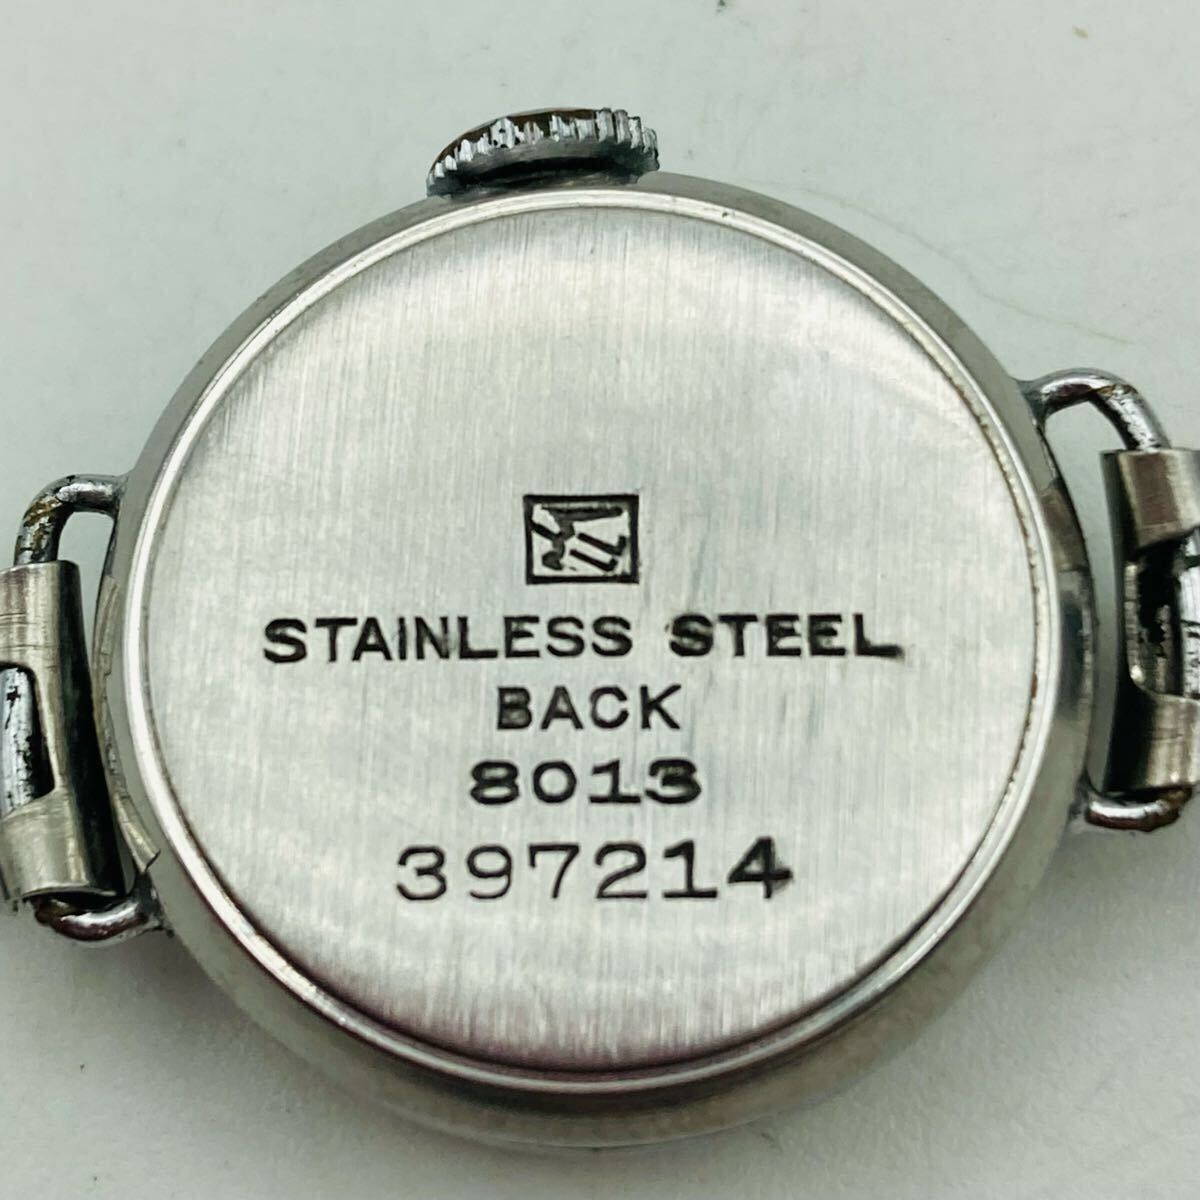 STAINLESS STEEL
BACK
8013
397214